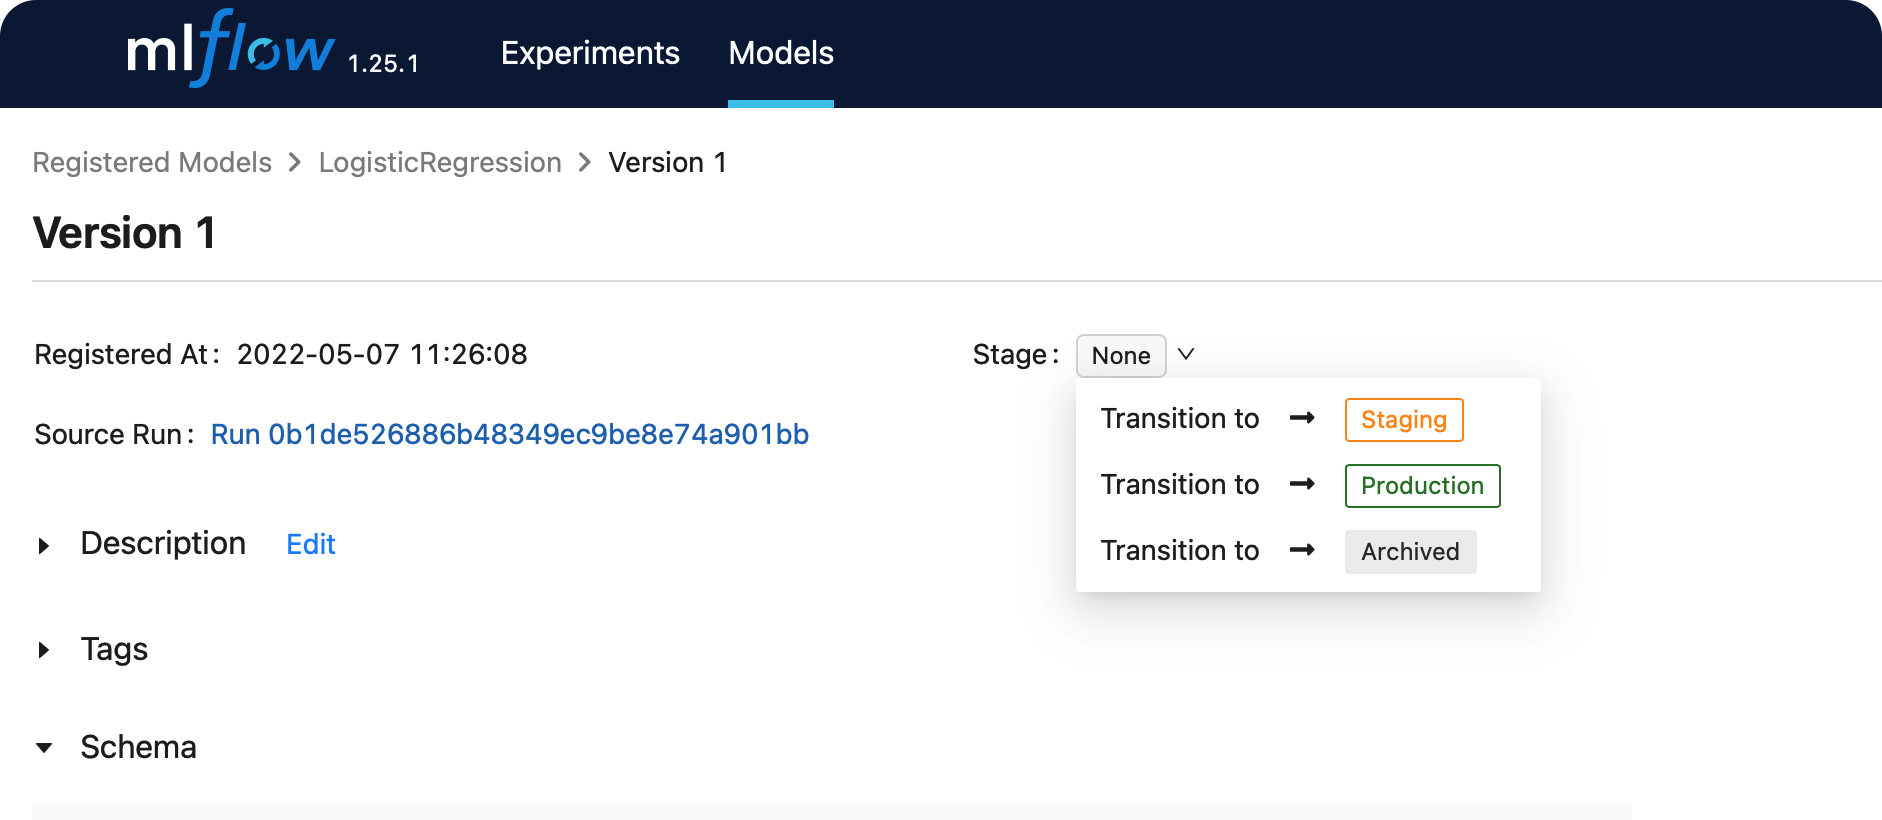 mlflow 1.25.1 Experiments Models
Registered Models > LogisticRegression > Version 1
Version 1
Registered At: 2022-05-07 11:26:08
Stage: None
Transition to → Staging
Source Run: Run 0b1de526886b48349ec9be8e74a901bb
Transition to → Production
Transition to → Archived
Description Edit
Tags
Schema